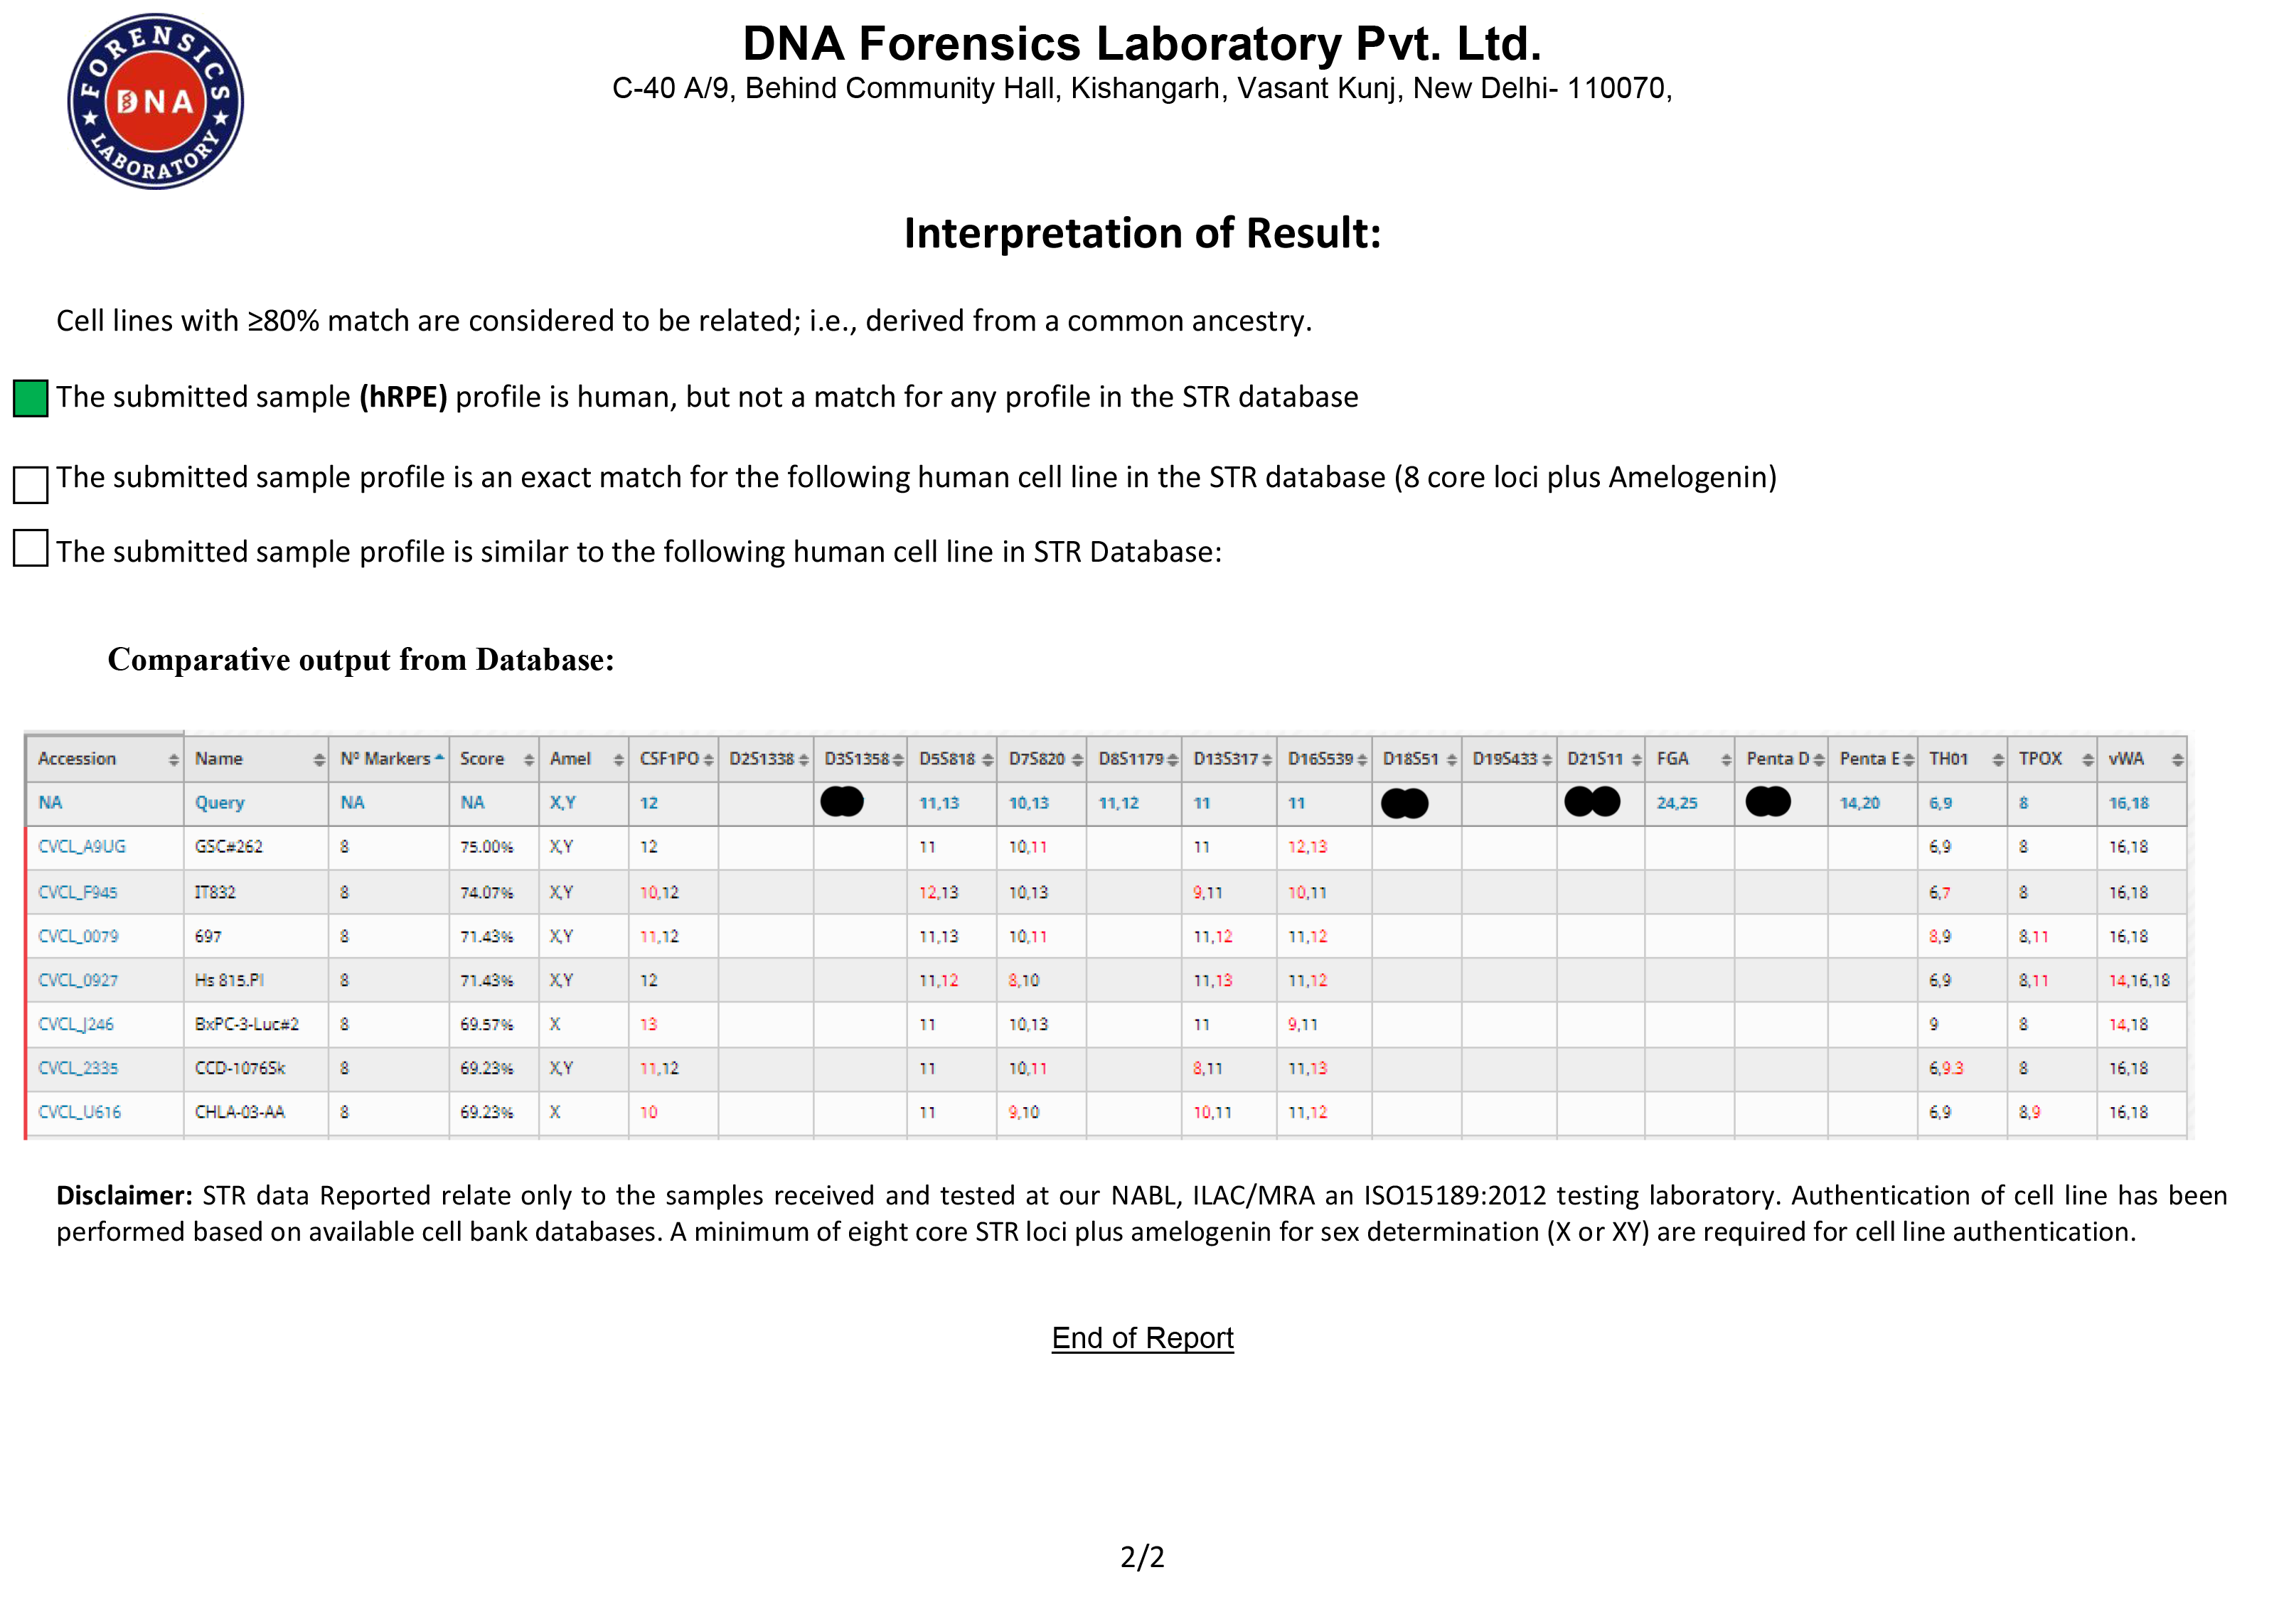 FORENSICS
DNA
LABORATORY
DNA Forensics Laboratory Pvt. Ltd.
C-40 A/9, Behind Community Hall, Kishangarh, Vasant Kunj, New Delhi- 110070,
Interpretation of Result:
Cell lines with ≥80% match are considered to be related; i.e., derived from a common ancestry.
The submitted sample (hRPE) profile is human, but not a match for any profile in the STR database
The submitted sample profile is an exact match for the following human cell line in the STR database (8 core loci plus Amelogenin)
The submitted sample profile is similar to the following human cell line in STR Database:
Comparative output from Database:
Accession Name Nº Markers Score Amel CSF1PO D2S1338 D3S1358 D5S818 D7S820 D8S1179 D13S317 D16S539 D18S51 D19S433 D21S11 FGA Penta D Penta E TH01 TPOX vWA
NA Query NA NA X,Y 12 11,13 10,13 11,12 11 11 24,25 14,20 6,9 8 16,18
CVCL_A9UG GSC#262 8 75.00% X,Y 12 11 10,11 11 12,13 6,9 8 16,18
CVCL_F945 IT832 8 74.07% X,Y 10,12 12,13 10,13 9,11 10,11 6,7 8 16,18
CVCL_0079 697 8 71.43% X,Y 11,12 11,13 10,11 11,12 11,12 8,9 8,11 16,18
CVCL_0927 Hs 815.Pl 8 71.43% X,Y 12 11,12 8,10 11,13 11,12 6,9 8,11 14,16,18
CVCL_J246 BxPC-3-Luc#2 8 69.57% X 13 11 10,13 11 9,11 9 8 14,18
CVCL_2335 CCD-1076Sk 8 69.23% X,Y 11,12 11 10,11 8,11 11,13 6,9.3 8 16,18
CVCL_U616 CHLA-03-AA 8 69.23% X 10 11 9,10 10,11 11,12 6,9 8,9 16,18
Disclaimer: STR data Reported relate only to the samples received and tested at our NABL, ILAC/MRA an ISO15189:2012 testing laboratory. Authentication of cell line has been
performed based on available cell bank databases. A minimum of eight core STR loci plus amelogenin for sex determination (X or XY) are required for cell line authentication.
End of Report
2/2